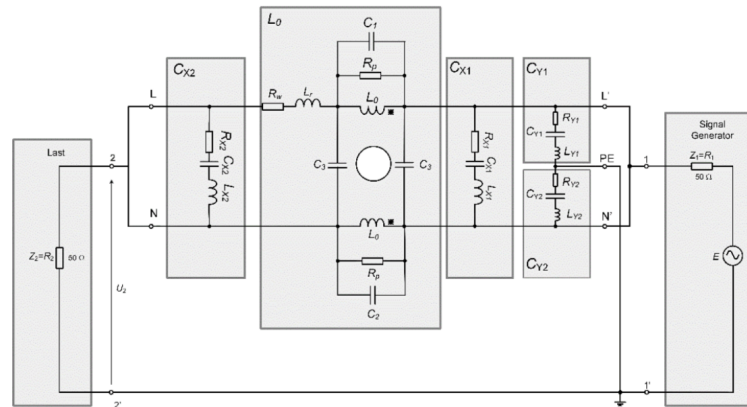 L0
C1
Rp
CX2
Rw
Lr
L0
CX1
CY1
L
L'
RY1
CY1
LY1
RX2
CX2
LX2
C3
C3
RX1
CX1
LX1
Signal
Generator
Last
2
PE
1
Z1=R1
50 Ω
RY2
CY2
LY2
N
N'
L0
Rp
C2
CY2
Z2=R2
50 Ω
U2
E
2'
1'